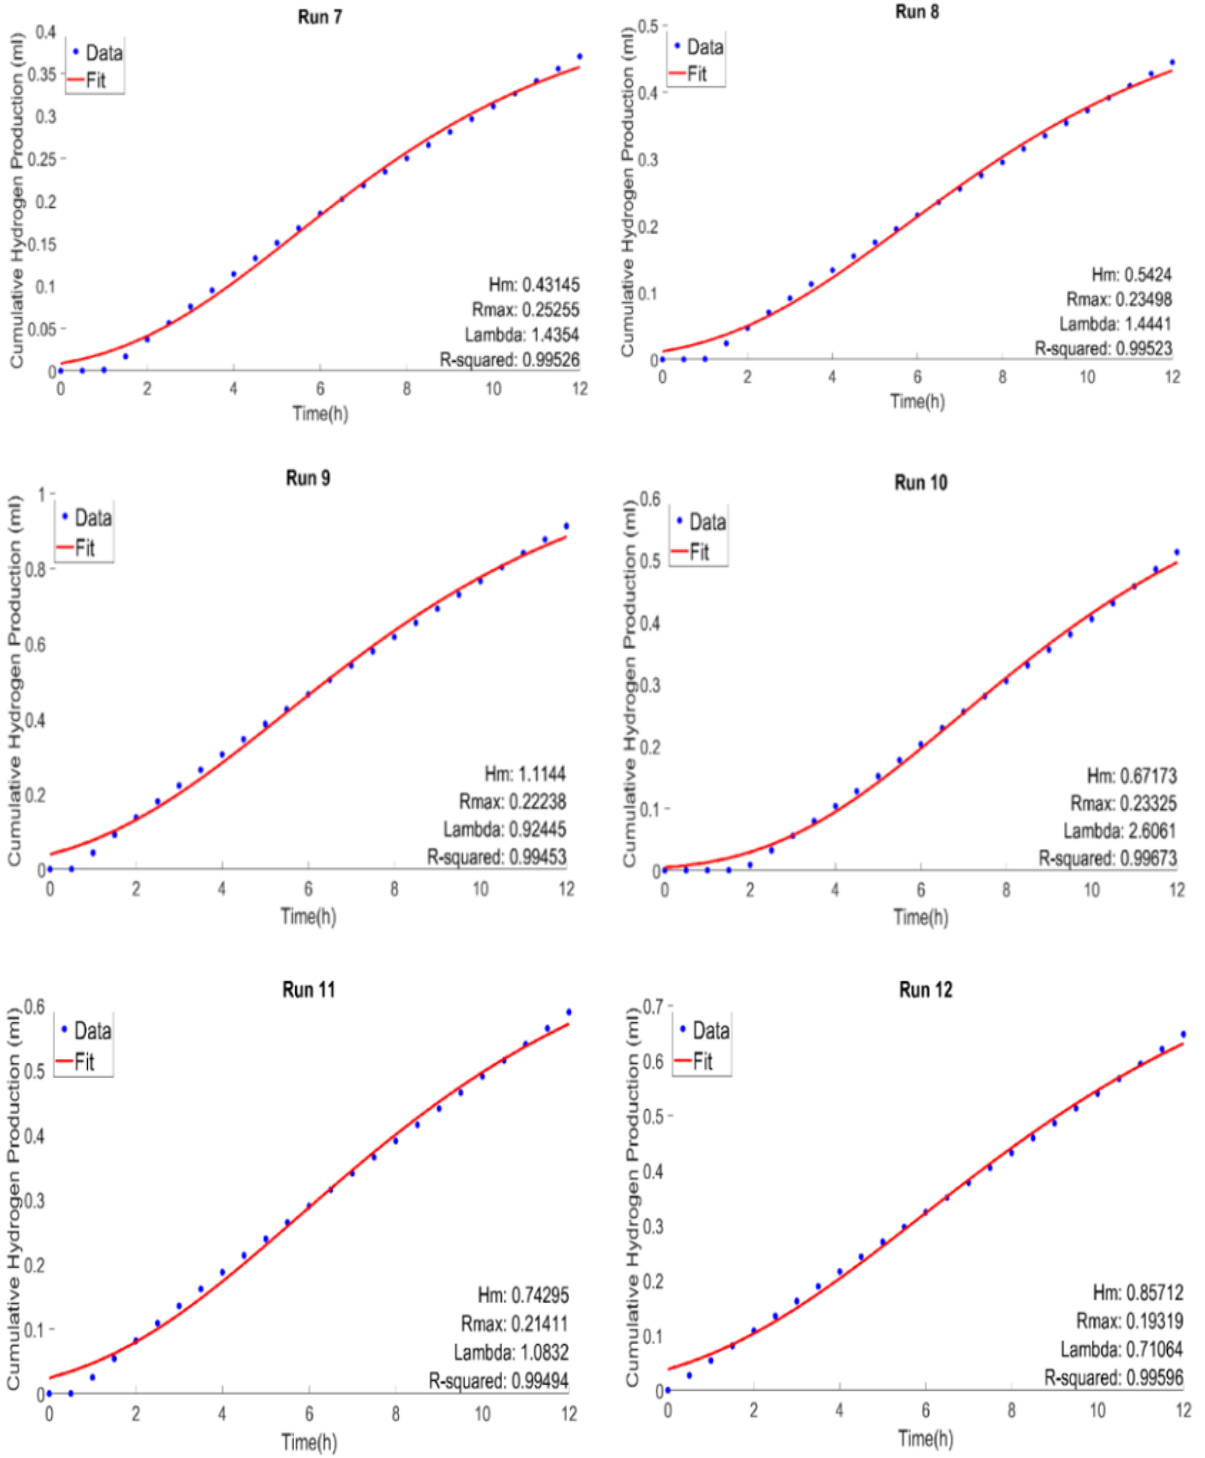 Run 7
Cumulative Hydrogen Production (ml)
0.4
0.35
0.3
0.25
0.2
0.15
0.1
0.05
0
Data
Fit
Hm: 0.43145
Rmax: 0.25255
Lambda: 1.4354
R-squared: 0.99526
0 2 4 6 8 10 12
Time(h)
Run 8
Cumulative Hydrogen Production (ml)
0.5
0.4
0.3
0.2
0.1
0
Data
Fit
Hm: 0.5424
Rmax: 0.23498
Lambda: 1.4441
R-squared: 0.99523
0 2 4 6 8 10 12
Time(h)
Run 9
Cumulative Hydrogen Production (ml)
1
0.8
0.6
0.4
0.2
0
Data
Fit
Hm: 1.1144
Rmax: 0.22238
Lambda: 0.92445
R-squared: 0.99453
0 2 4 6 8 10 12
Time(h)
Run 10
Cumulative Hydrogen Production (ml)
0.6
0.5
0.4
0.3
0.2
0.1
0
Data
Fit
Hm: 0.67173
Rmax: 0.23325
Lambda: 2.6061
R-squared: 0.99673
0 2 4 6 8 10 12
Time(h)
Run 11
Cumulative Hydrogen Production (ml)
0.6
0.5
0.4
0.3
0.2
0.1
0
Data
Fit
Hm: 0.74295
Rmax: 0.21411
Lambda: 1.0832
R-squared: 0.99494
0 2 4 6 8 10 12
Time(h)
Run 12
Cumulative Hydrogen Production (ml)
0.7
0.6
0.5
0.4
0.3
0.2
0.1
0
Data
Fit
Hm: 0.85712
Rmax: 0.19319
Lambda: 0.71064
R-squared: 0.99596
0 2 4 6 8 10 12
Time(h)